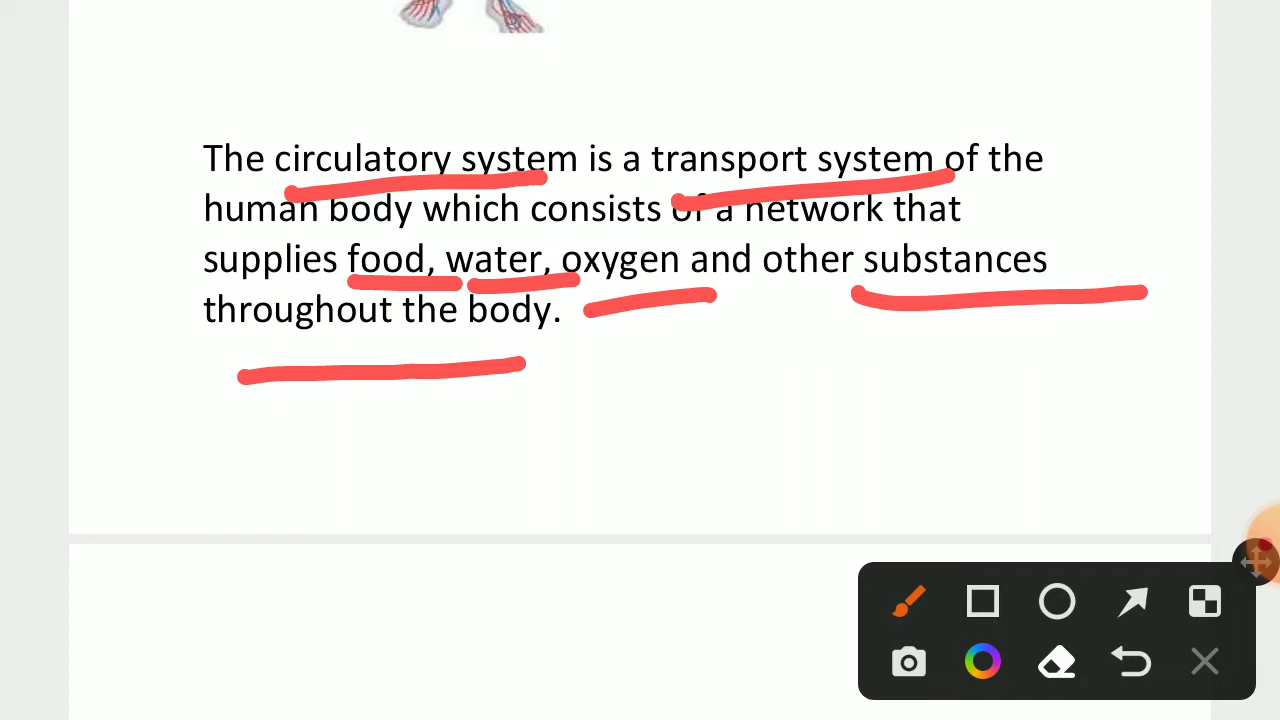 The circulatory system is a transport system of the
human body which consists of a network that
supplies food, water, oxygen and other substances
throughout the body.